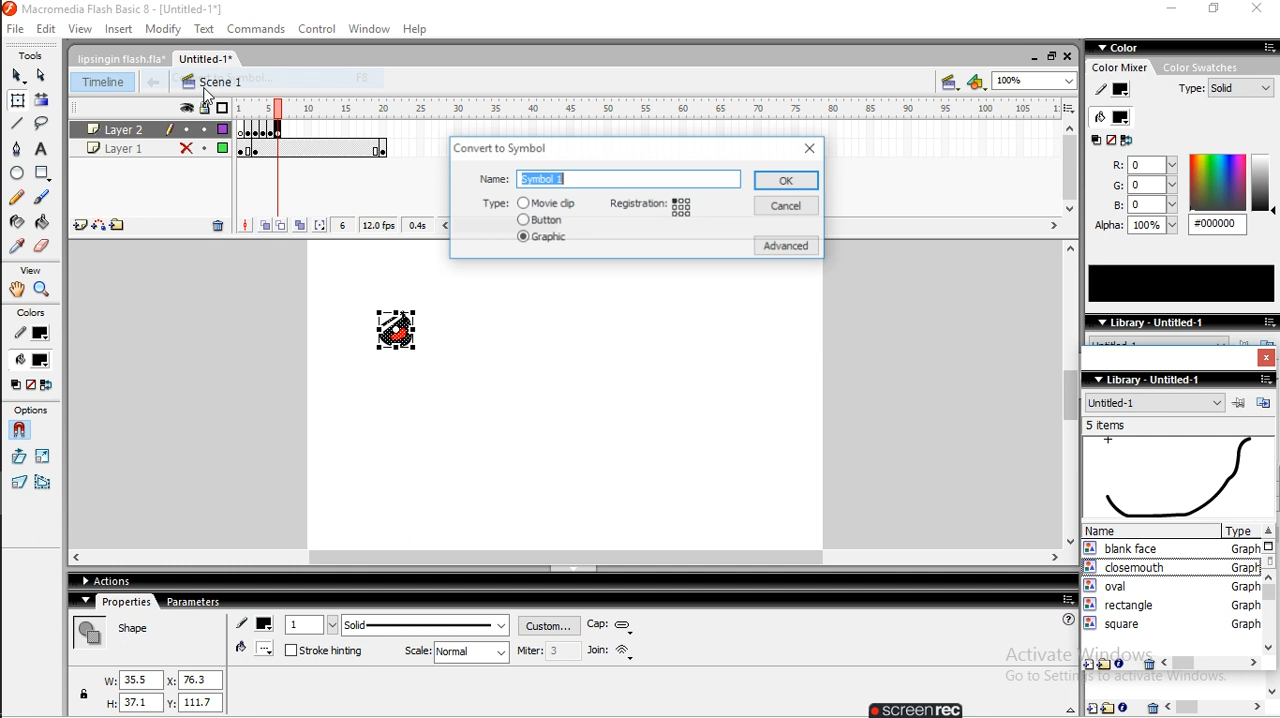 Macromedia Flash Basic 8 - [Untitled-1*]
File Edit View Insert Modify Text Commands Control Window Help
Tools
lipsingin flash.fla* Untitled-1*
Timeline Scene 1 F8 100%
1 5 10 15 20 25 30 35 40 45 50 55 60 65 70 75 80 85 90 95 100 105
Layer 2
Layer 1
6 12.0 fps 0.4s
Convert to Symbol
Name: Symbol 1 OK
Type: Movie clip Registration: Cancel
Button
Graphic Advanced
View
Colors
Options
Color
Color Mixer Color Swatches
Type: Solid
R: 0
G: 0
B: 0 #000000
Alpha: 100%
Library - Untitled-1
Library - Untitled-1
Untitled-1
5 items
Name Type
blank face Graph
closemouth Graph
oval Graph
rectangle Graph
square Graph
Actions
Properties Parameters
Shape 1 Solid Custom... Cap:
Stroke hinting Scale: Normal Miter: 3 Join:
W: 35.5 X: 76.3
H: 37.1 Y: 111.7
Activate Windows
Go to Settings to activate Windows.
screenrec